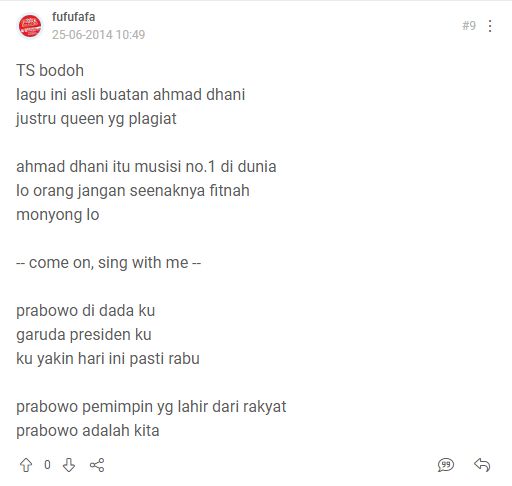 fufufafa
25-06-2014 10:49
#9
TS bodoh
lagu ini asli buatan ahmad dhani
justru queen yg plagiat
ahmad dhani itu musisi no.1 di dunia
lo orang jangan seenaknya fitnah
monyong lo
-- come on, sing with me --
prabowo di dada ku
garuda presiden ku
ku yakin hari ini pasti rabu
prabowo pemimpin yg lahir dari rakyat
prabowo adalah kita
0